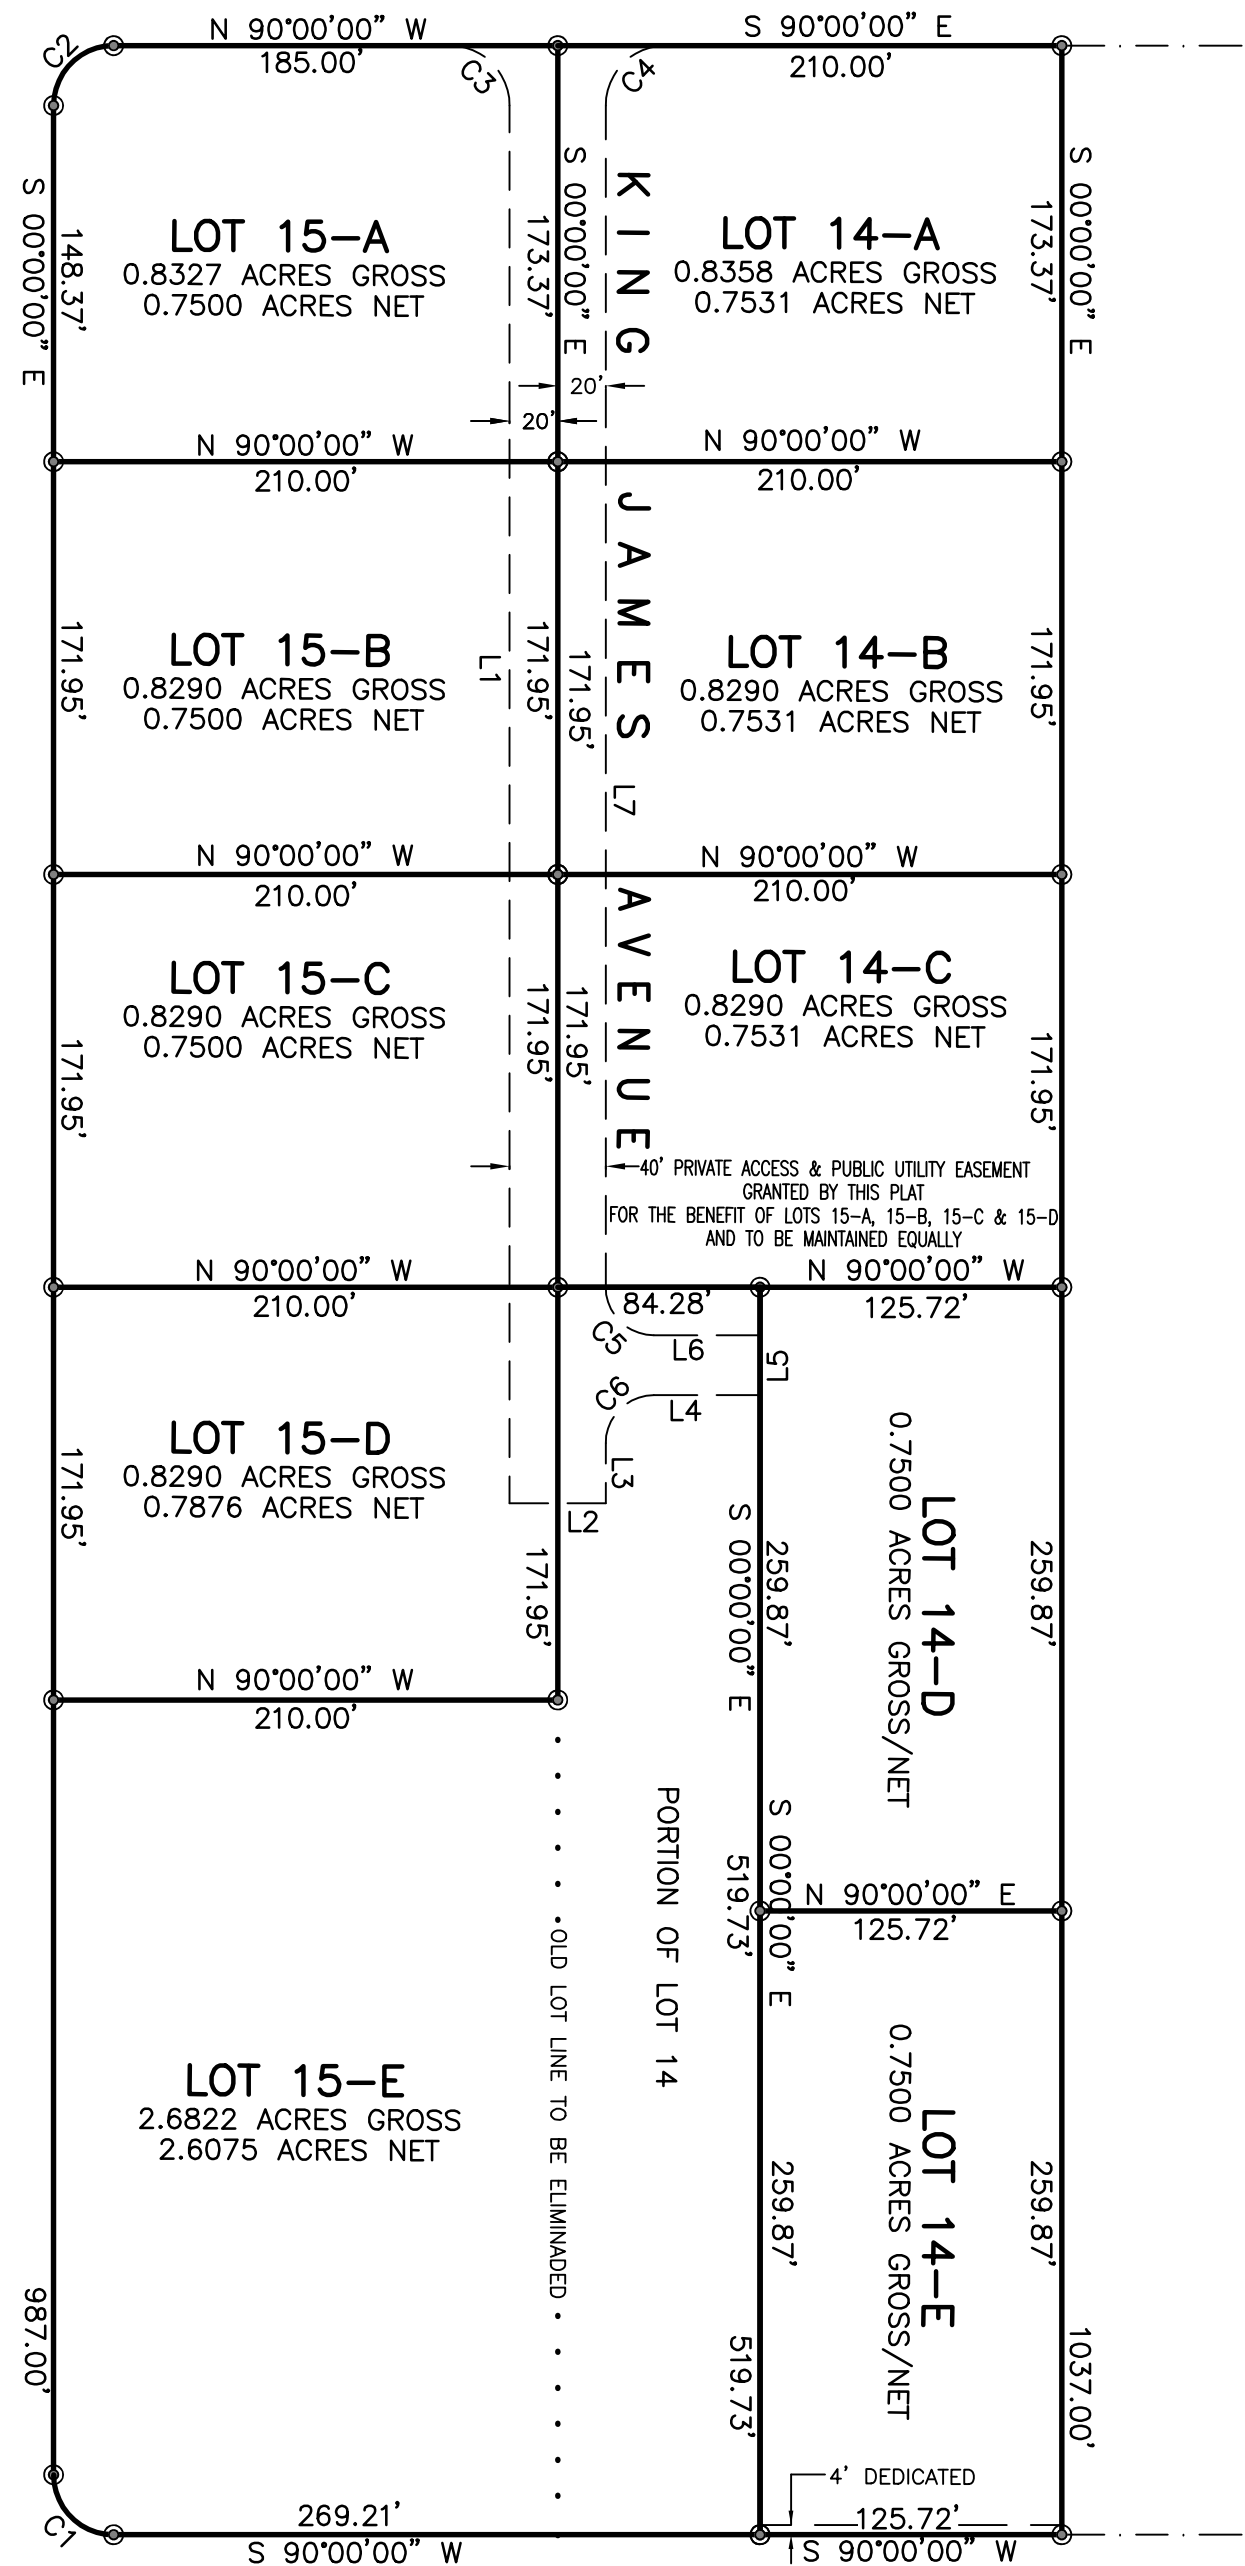 C2
N 90°00'00" W
185.00'
C3
S 90°00'00" E
210.00'
C4
S 00°00'00" E
148.37'
LOT 15-A
0.8327 ACRES GROSS
0.7500 ACRES NET
173.37'
S 00°00'00" E
KING JAMES AVENUE
LOT 14-A
0.8358 ACRES GROSS
0.7531 ACRES NET
173.37'
S 00°00'00" E
20'
20'
N 90°00'00" W
210.00'
N 90°00'00" W
210.00'
171.95'
LOT 15-B
0.8290 ACRES GROSS
0.7500 ACRES NET
L1
171.95'
171.95'
L7
LOT 14-B
0.8290 ACRES GROSS
0.7531 ACRES NET
171.95'
N 90°00'00" W
210.00'
N 90°00'00" W
210.00'
171.95'
LOT 15-C
0.8290 ACRES GROSS
0.7500 ACRES NET
171.95'
171.95'
LOT 14-C
0.8290 ACRES GROSS
0.7531 ACRES NET
171.95'
40' PRIVATE ACCESS & PUBLIC UTILITY EASEMENT
GRANTED BY THIS PLAT
FOR THE BENEFIT OF LOTS 15-A, 15-B, 15-C & 15-D
AND TO BE MAINTAINED EQUALLY
N 90°00'00" W
210.00'
84.28'
N 90°00'00" W
125.72'
C5
L6
L5
C6
L4
L3
L2
171.95'
LOT 15-D
0.8290 ACRES GROSS
0.7876 ACRES NET
171.95'
S 00°00'00" E
259.87'
LOT 14-D
0.7500 ACRES GROSS/NET
259.87'
N 90°00'00" W
210.00'
PORTION OF LOT 14
519.73'
S 00°00'00" E
N 90°00'00" E
125.72'
OLD LOT LINE TO BE ELIMINADED
LOT 15-E
2.6822 ACRES GROSS
2.6075 ACRES NET
259.87'
LOT 14-E
0.7500 ACRES GROSS/NET
259.87'
987.00'
519.73'
1037.00'
4' DEDICATED
C1
269.21'
S 90°00'00" W
125.72'
S 90°00'00" W